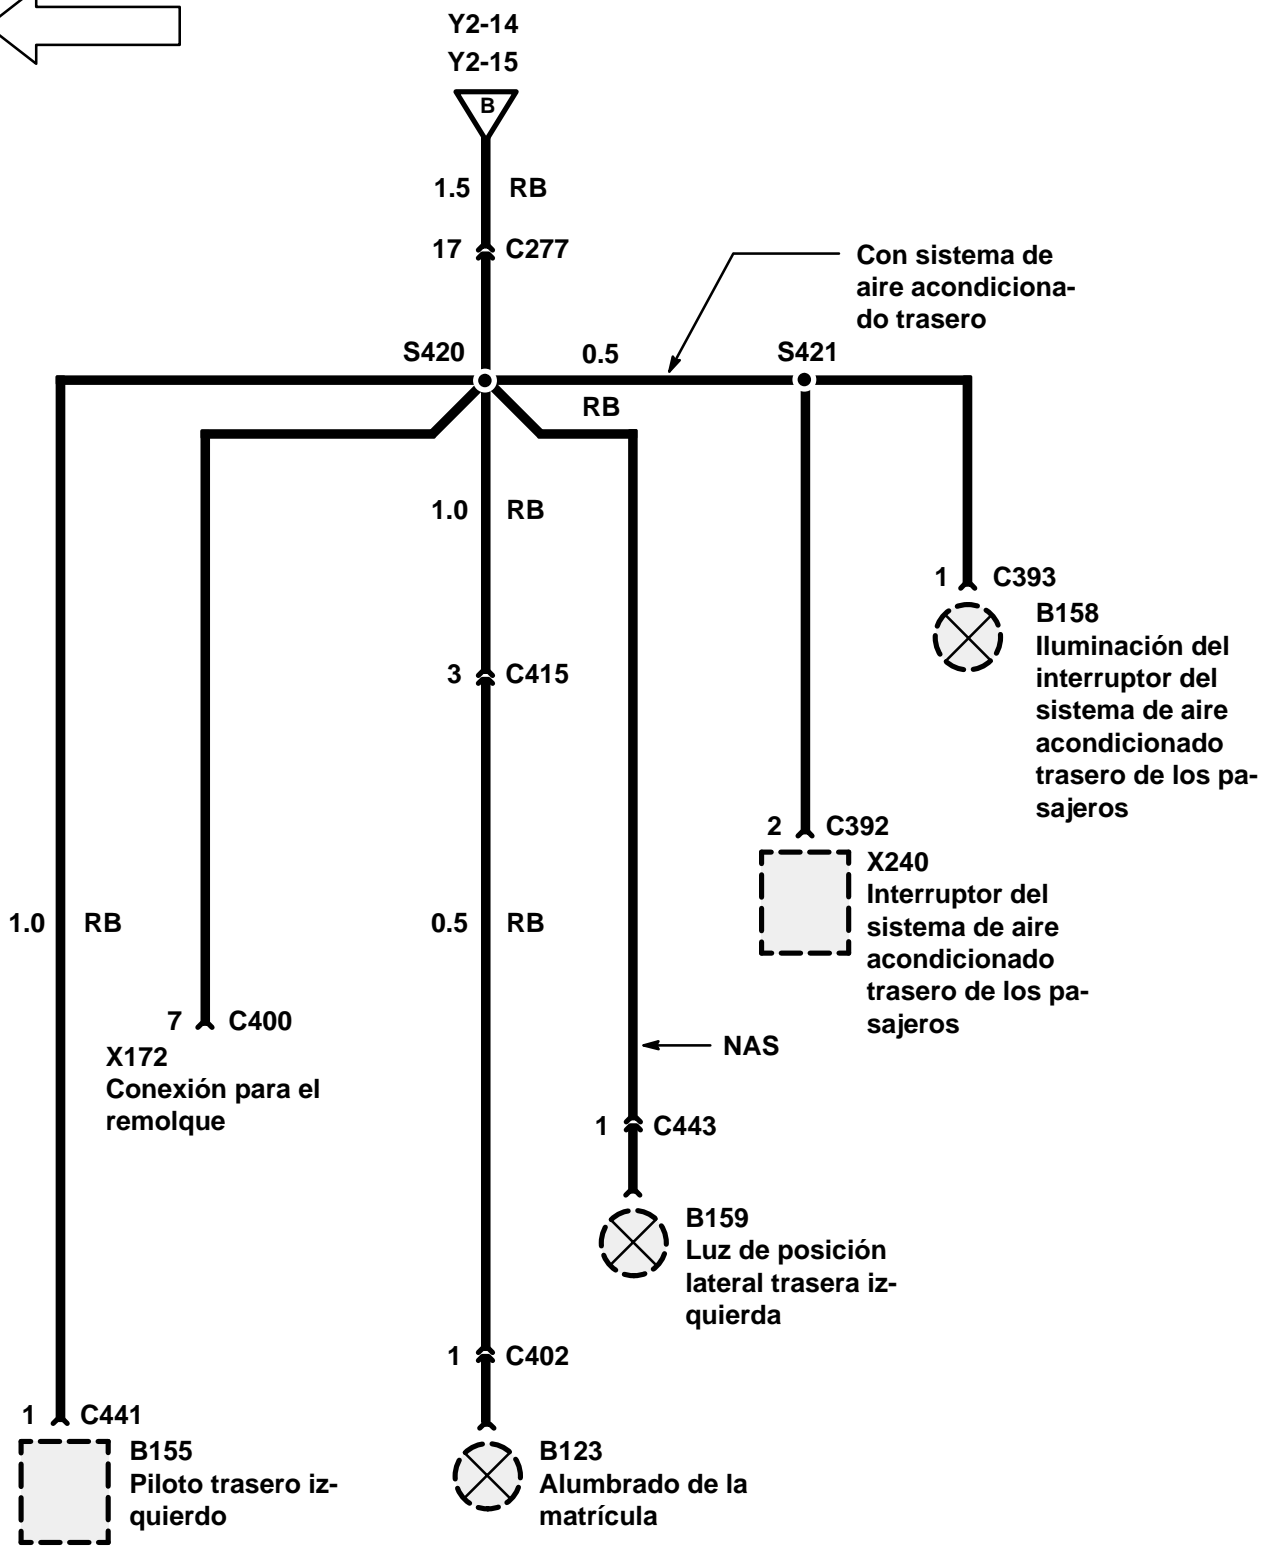 Y2-14
Y2-15
B
1.5 RB
17 C277
Con sistema de
aire acondiciona-
do trasero
S420 0.5 S421
RB
1.0 RB
1 C393
B158
Iluminación del
interruptor del
sistema de aire
acondicionado
trasero de los pa-
sajeros
3 C415
2 C392
X240
Interruptor del
sistema de aire
acondicionado
trasero de los pa-
sajeros
1.0 RB 0.5 RB
7 C400
X172
Conexión para el
remolque
NAS
1 C443
B159
Luz de posición
lateral trasera iz-
quierda
1 C402
1 C441
B155
Piloto trasero iz-
quierdo
B123
Alumbrado de la
matrícula